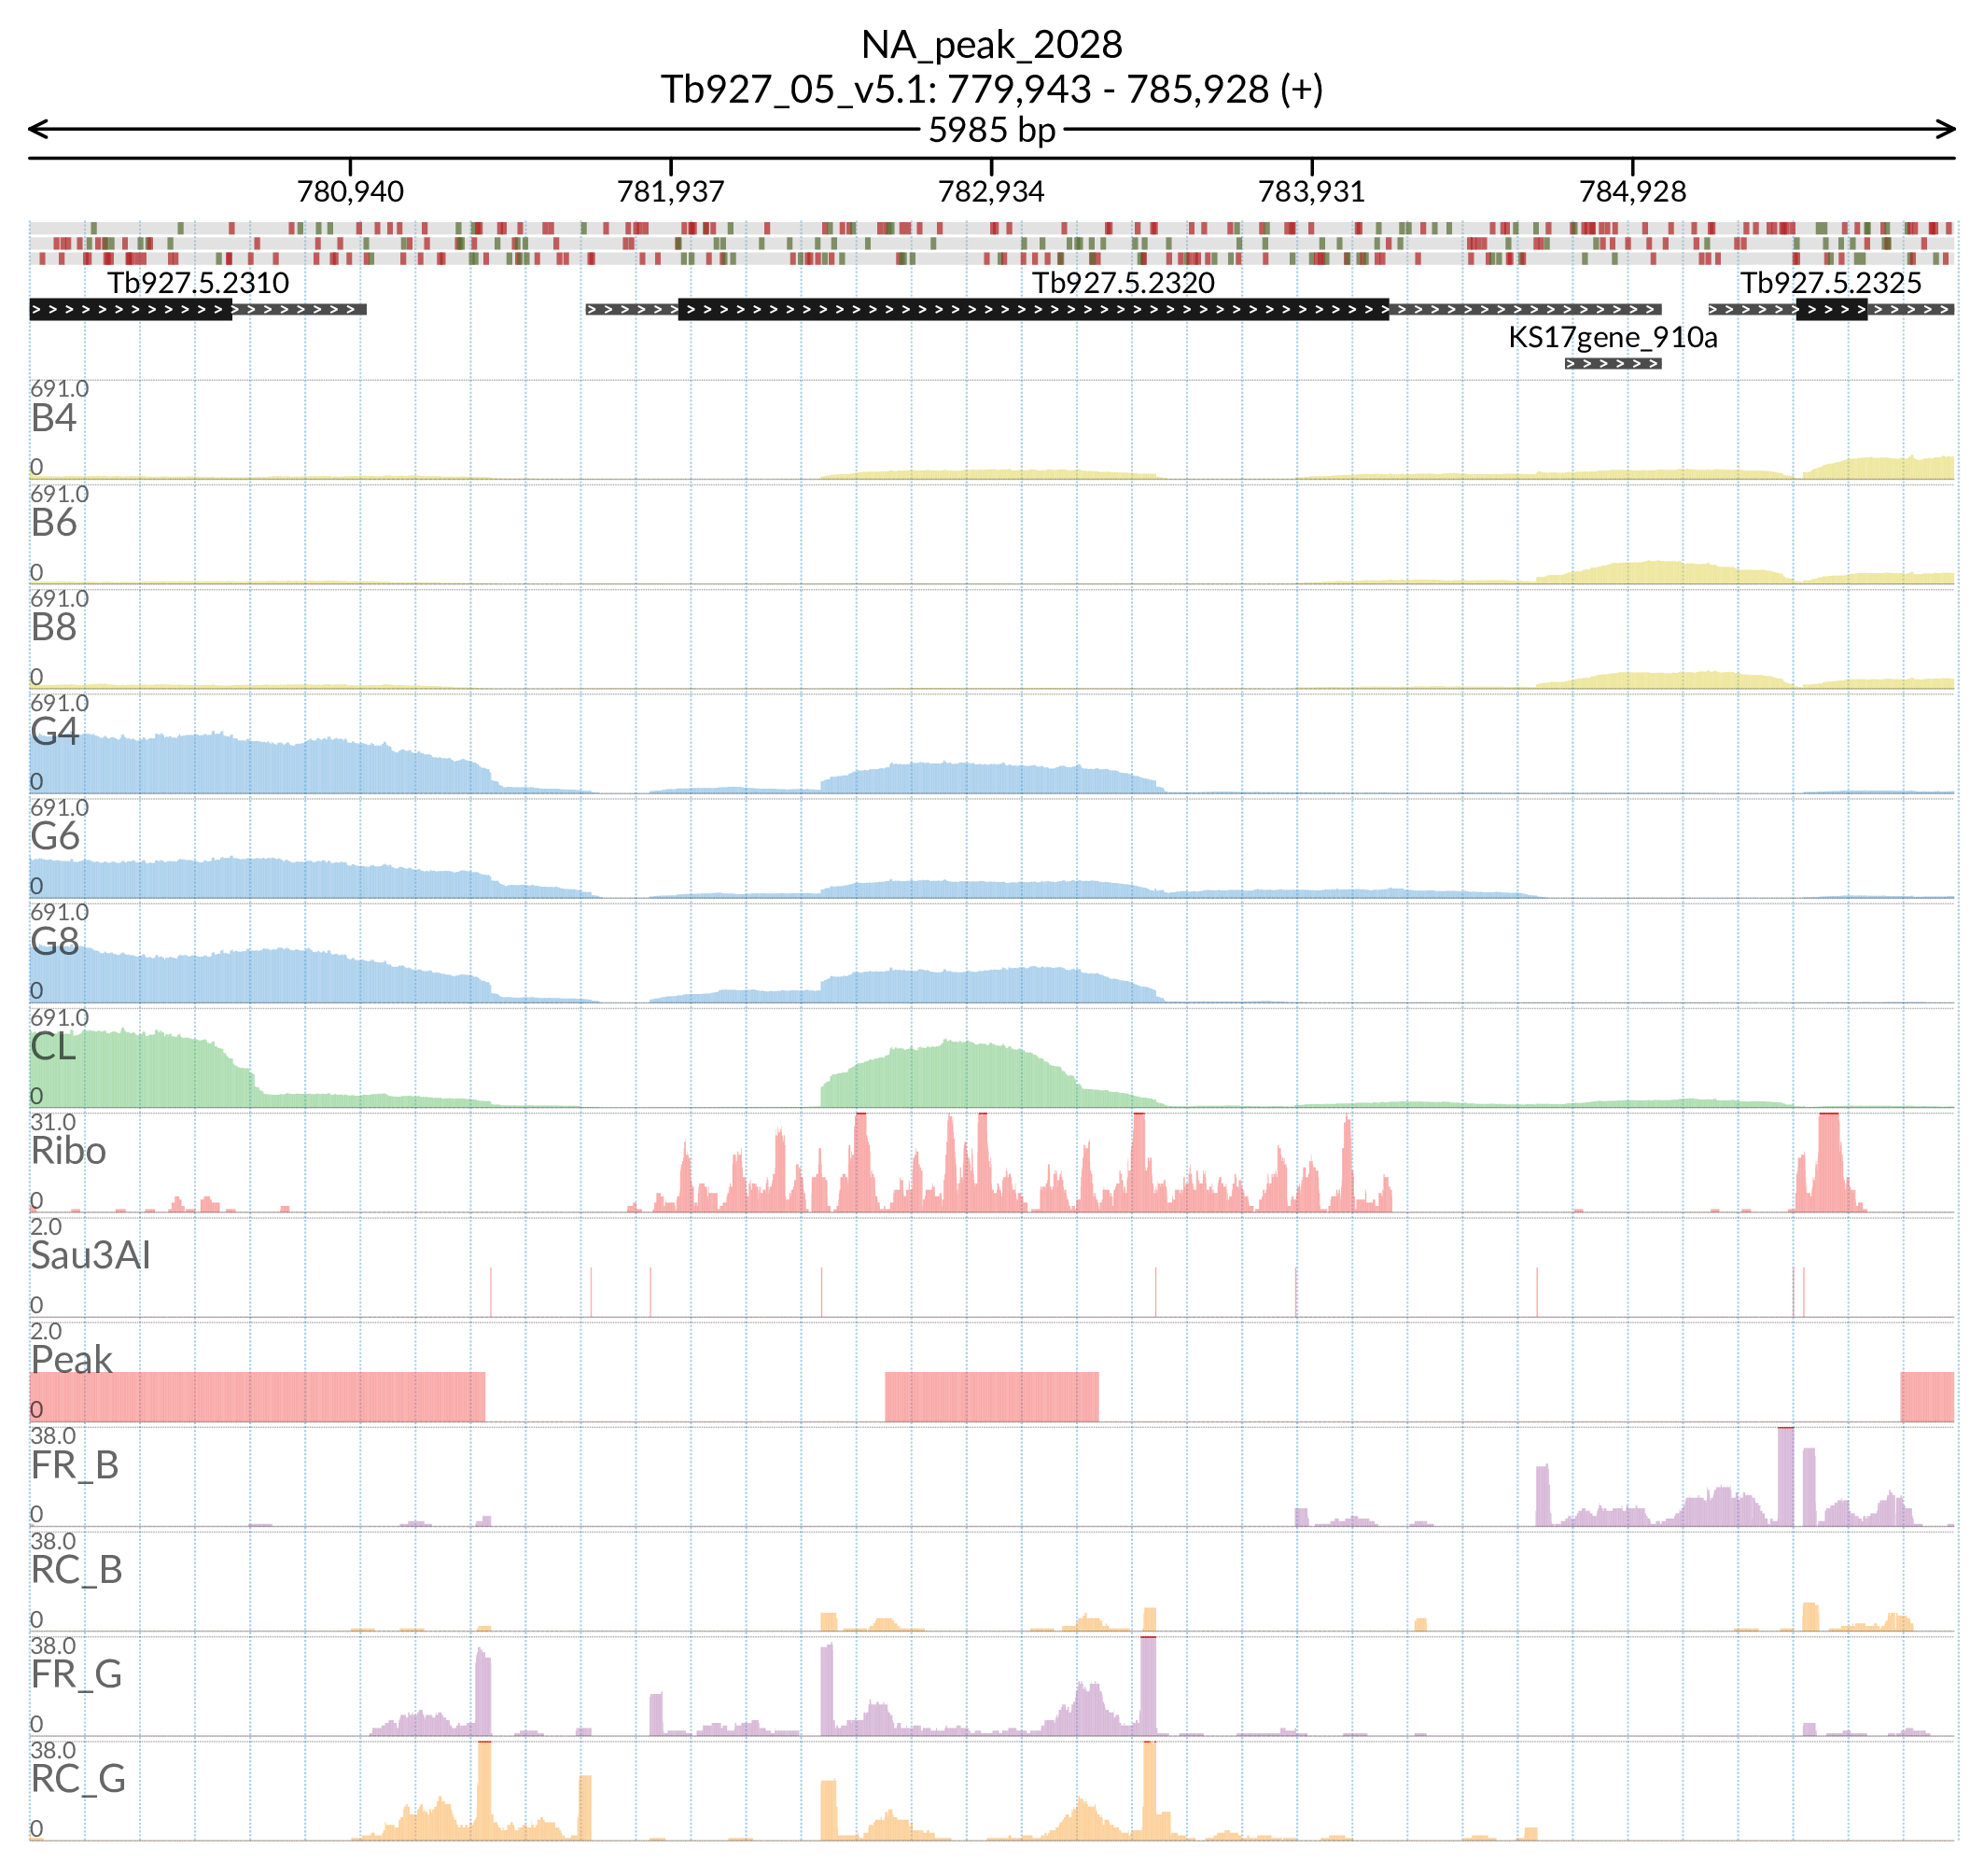 NA_peak_2028
Tb927_05_v5.1: 779,943 - 785,928 (+)
5985 bp
780,940 781,937 782,934 783,931 784,928
Tb927.5.2310 Tb927.5.2320 Tb927.5.2325
KS17gene_910a
691.0
B4
0
691.0
B6
0
691.0
B8
0
691.0
G4
0
691.0
G6
0
691.0
G8
0
691.0
CL
0
31.0
Ribo
0
2.0
Sau3AI
0
2.0
Peak
0
38.0
FR_B
0
38.0
RC_B
0
38.0
FR_G
0
38.0
RC_G
0